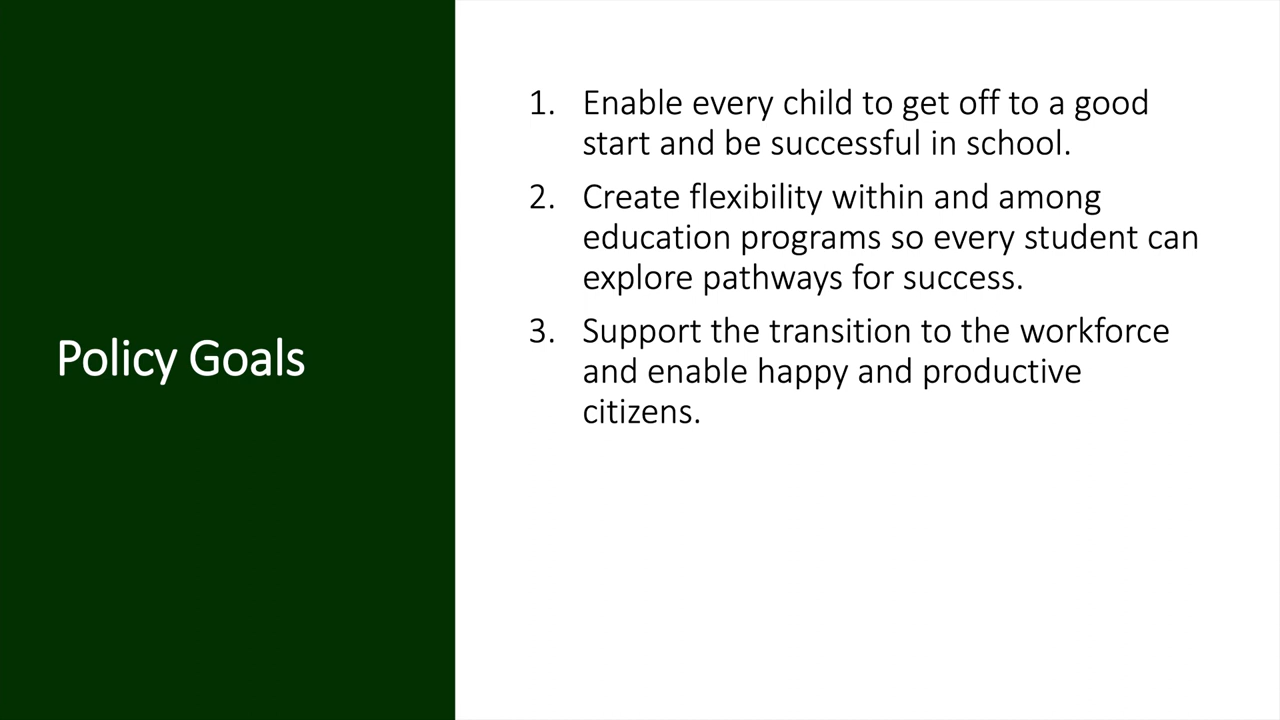 Policy Goals
1. Enable every child to get off to a good
start and be successful in school.
2. Create flexibility within and among
education programs so every student can
explore pathways for success.
3. Support the transition to the workforce
and enable happy and productive
citizens.